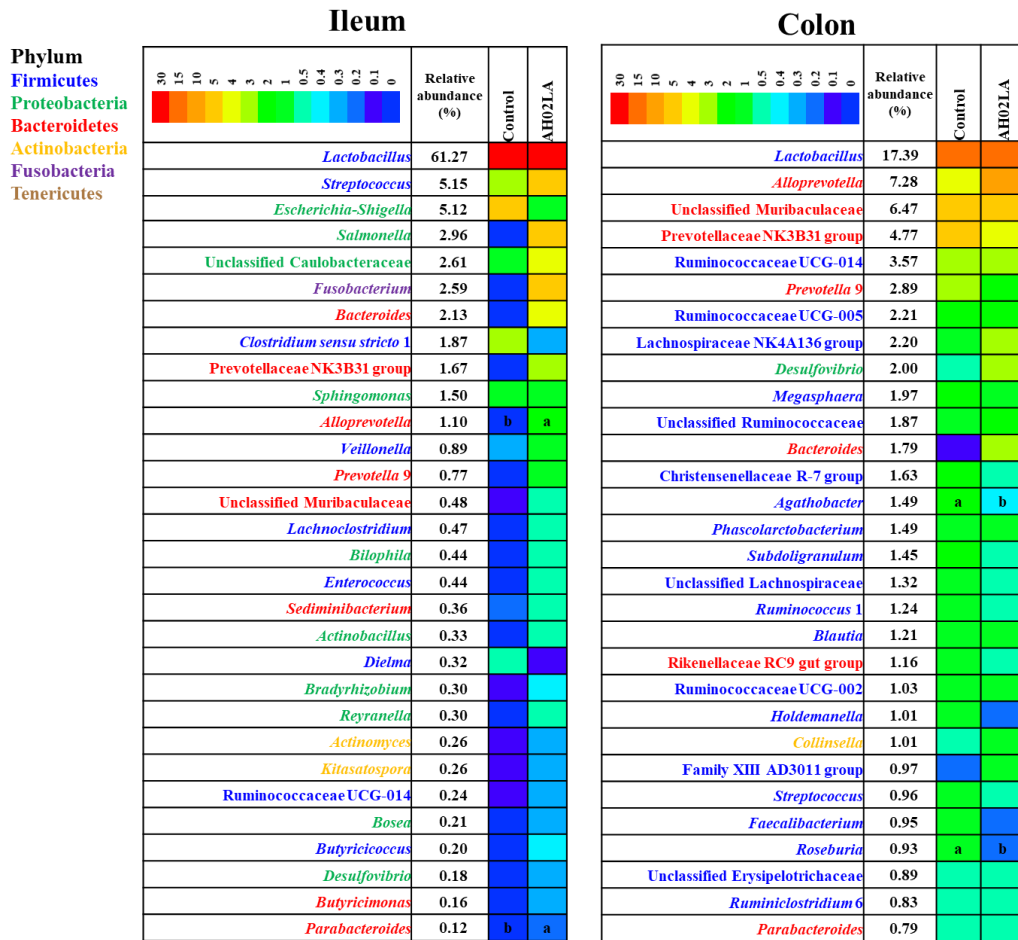 Ileum
Colon
Phylum
Firmicutes
Proteobacteria
Bacteroidetes
Actinobacteria
Fusobacteria
Tenericutes
30 15 10 5 4 3 2 1 0.5 0.4 0.3 0.2 0.1 0
Relative abundance (%)
Control
AH02LA
Lactobacillus 61.27
Streptococcus 5.15
Escherichia-Shigella 5.12
Salmonella 2.96
Unclassified Caulobacteraceae 2.61
Fusobacterium 2.59
Bacteroides 2.13
Clostridium sensu stricto 1 1.87
Prevotellaceae NK3B31 group 1.67
Sphingomonas 1.50
Alloprevotella 1.10 b a
Veillonella 0.89
Prevotella 9 0.77
Unclassified Muribaculaceae 0.48
Lachnoclostridium 0.47
Bilophila 0.44
Enterococcus 0.44
Sediminibacterium 0.36
Actinobacillus 0.33
Dielma 0.32
Bradyrhizobium 0.30
Reyranella 0.30
Actinomyces 0.26
Kitasatospora 0.26
Ruminococcaceae UCG-014 0.24
Bosea 0.21
Butyricicoccus 0.20
Desulfovibrio 0.18
Butyricimonas 0.16
Parabacteroides 0.12 b a
30 15 10 5 4 3 2 1 0.5 0.4 0.3 0.2 0.1 0
Relative abundance (%)
Control
AH02LA
Lactobacillus 17.39
Alloprevotella 7.28
Unclassified Muribaculaceae 6.47
Prevotellaceae NK3B31 group 4.77
Ruminococcaceae UCG-014 3.57
Prevotella 9 2.89
Ruminococcaceae UCG-005 2.21
Lachnospiraceae NK4A136 group 2.20
Desulfovibrio 2.00
Megasphaera 1.97
Unclassified Ruminococcaceae 1.87
Bacteroides 1.79
Christensenellaceae R-7 group 1.63
Agathobacter 1.49 a b
Phascolarctobacterium 1.49
Subdoligranulum 1.45
Unclassified Lachnospiraceae 1.32
Ruminococcus 1 1.24
Blautia 1.21
Rikenellaceae RC9 gut group 1.16
Ruminococcaceae UCG-002 1.03
Holdemanella 1.01
Collinsella 1.01
Family XIII AD3011 group 0.97
Streptococcus 0.96
Faecalibacterium 0.95
Roseburia 0.93 a b
Unclassified Erysipelotrichaceae 0.89
Ruminiclostridium 6 0.83
Parabacteroides 0.79